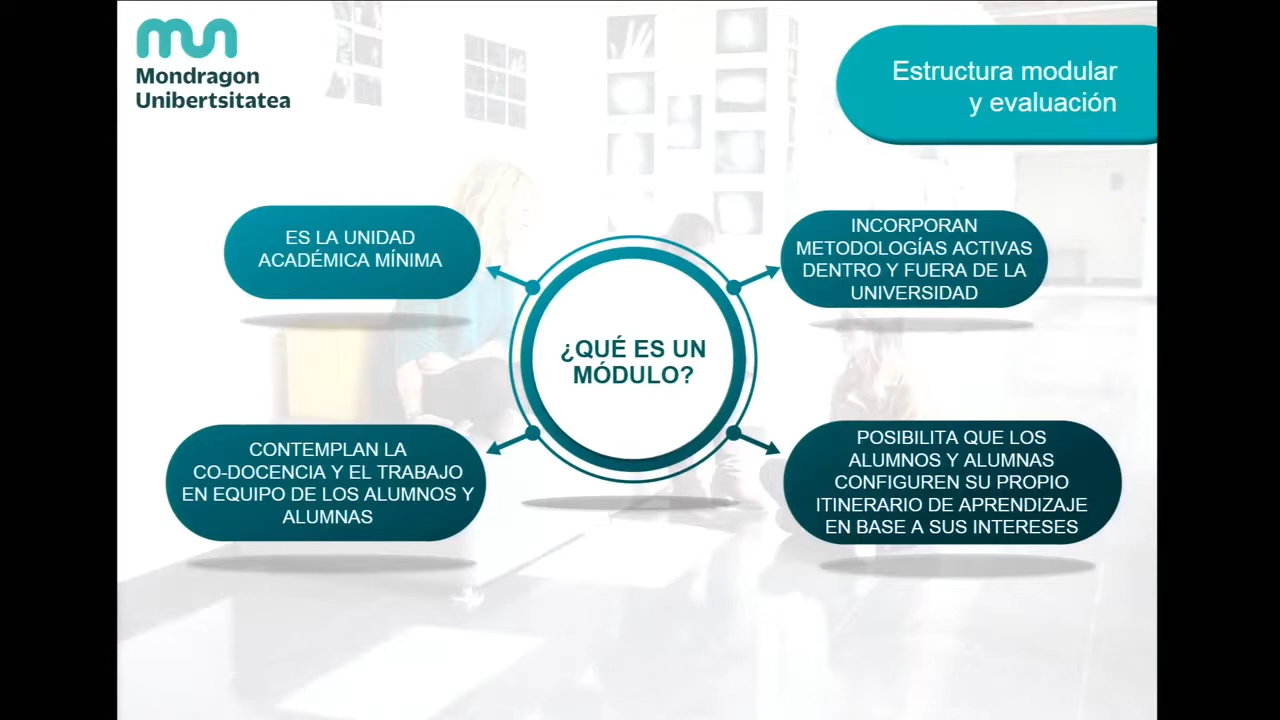 Mondragon
Unibertsitatea
Estructura modular
y evaluación
ES LA UNIDAD
ACADÉMICA MÍNIMA
INCORPORAN
METODOLOGÍAS ACTIVAS
DENTRO Y FUERA DE LA
UNIVERSIDAD
¿QUÉ ES UN
MÓDULO?
CONTEMPLAN LA
CO-DOCENCIA Y EL TRABAJO
EN EQUIPO DE LOS ALUMNOS Y
ALUMNAS
POSIBILITA QUE LOS
ALUMNOS Y ALUMNAS
CONFIGUREN SU PROPIO
ITINERARIO DE APRENDIZAJE
EN BASE A SUS INTERESES